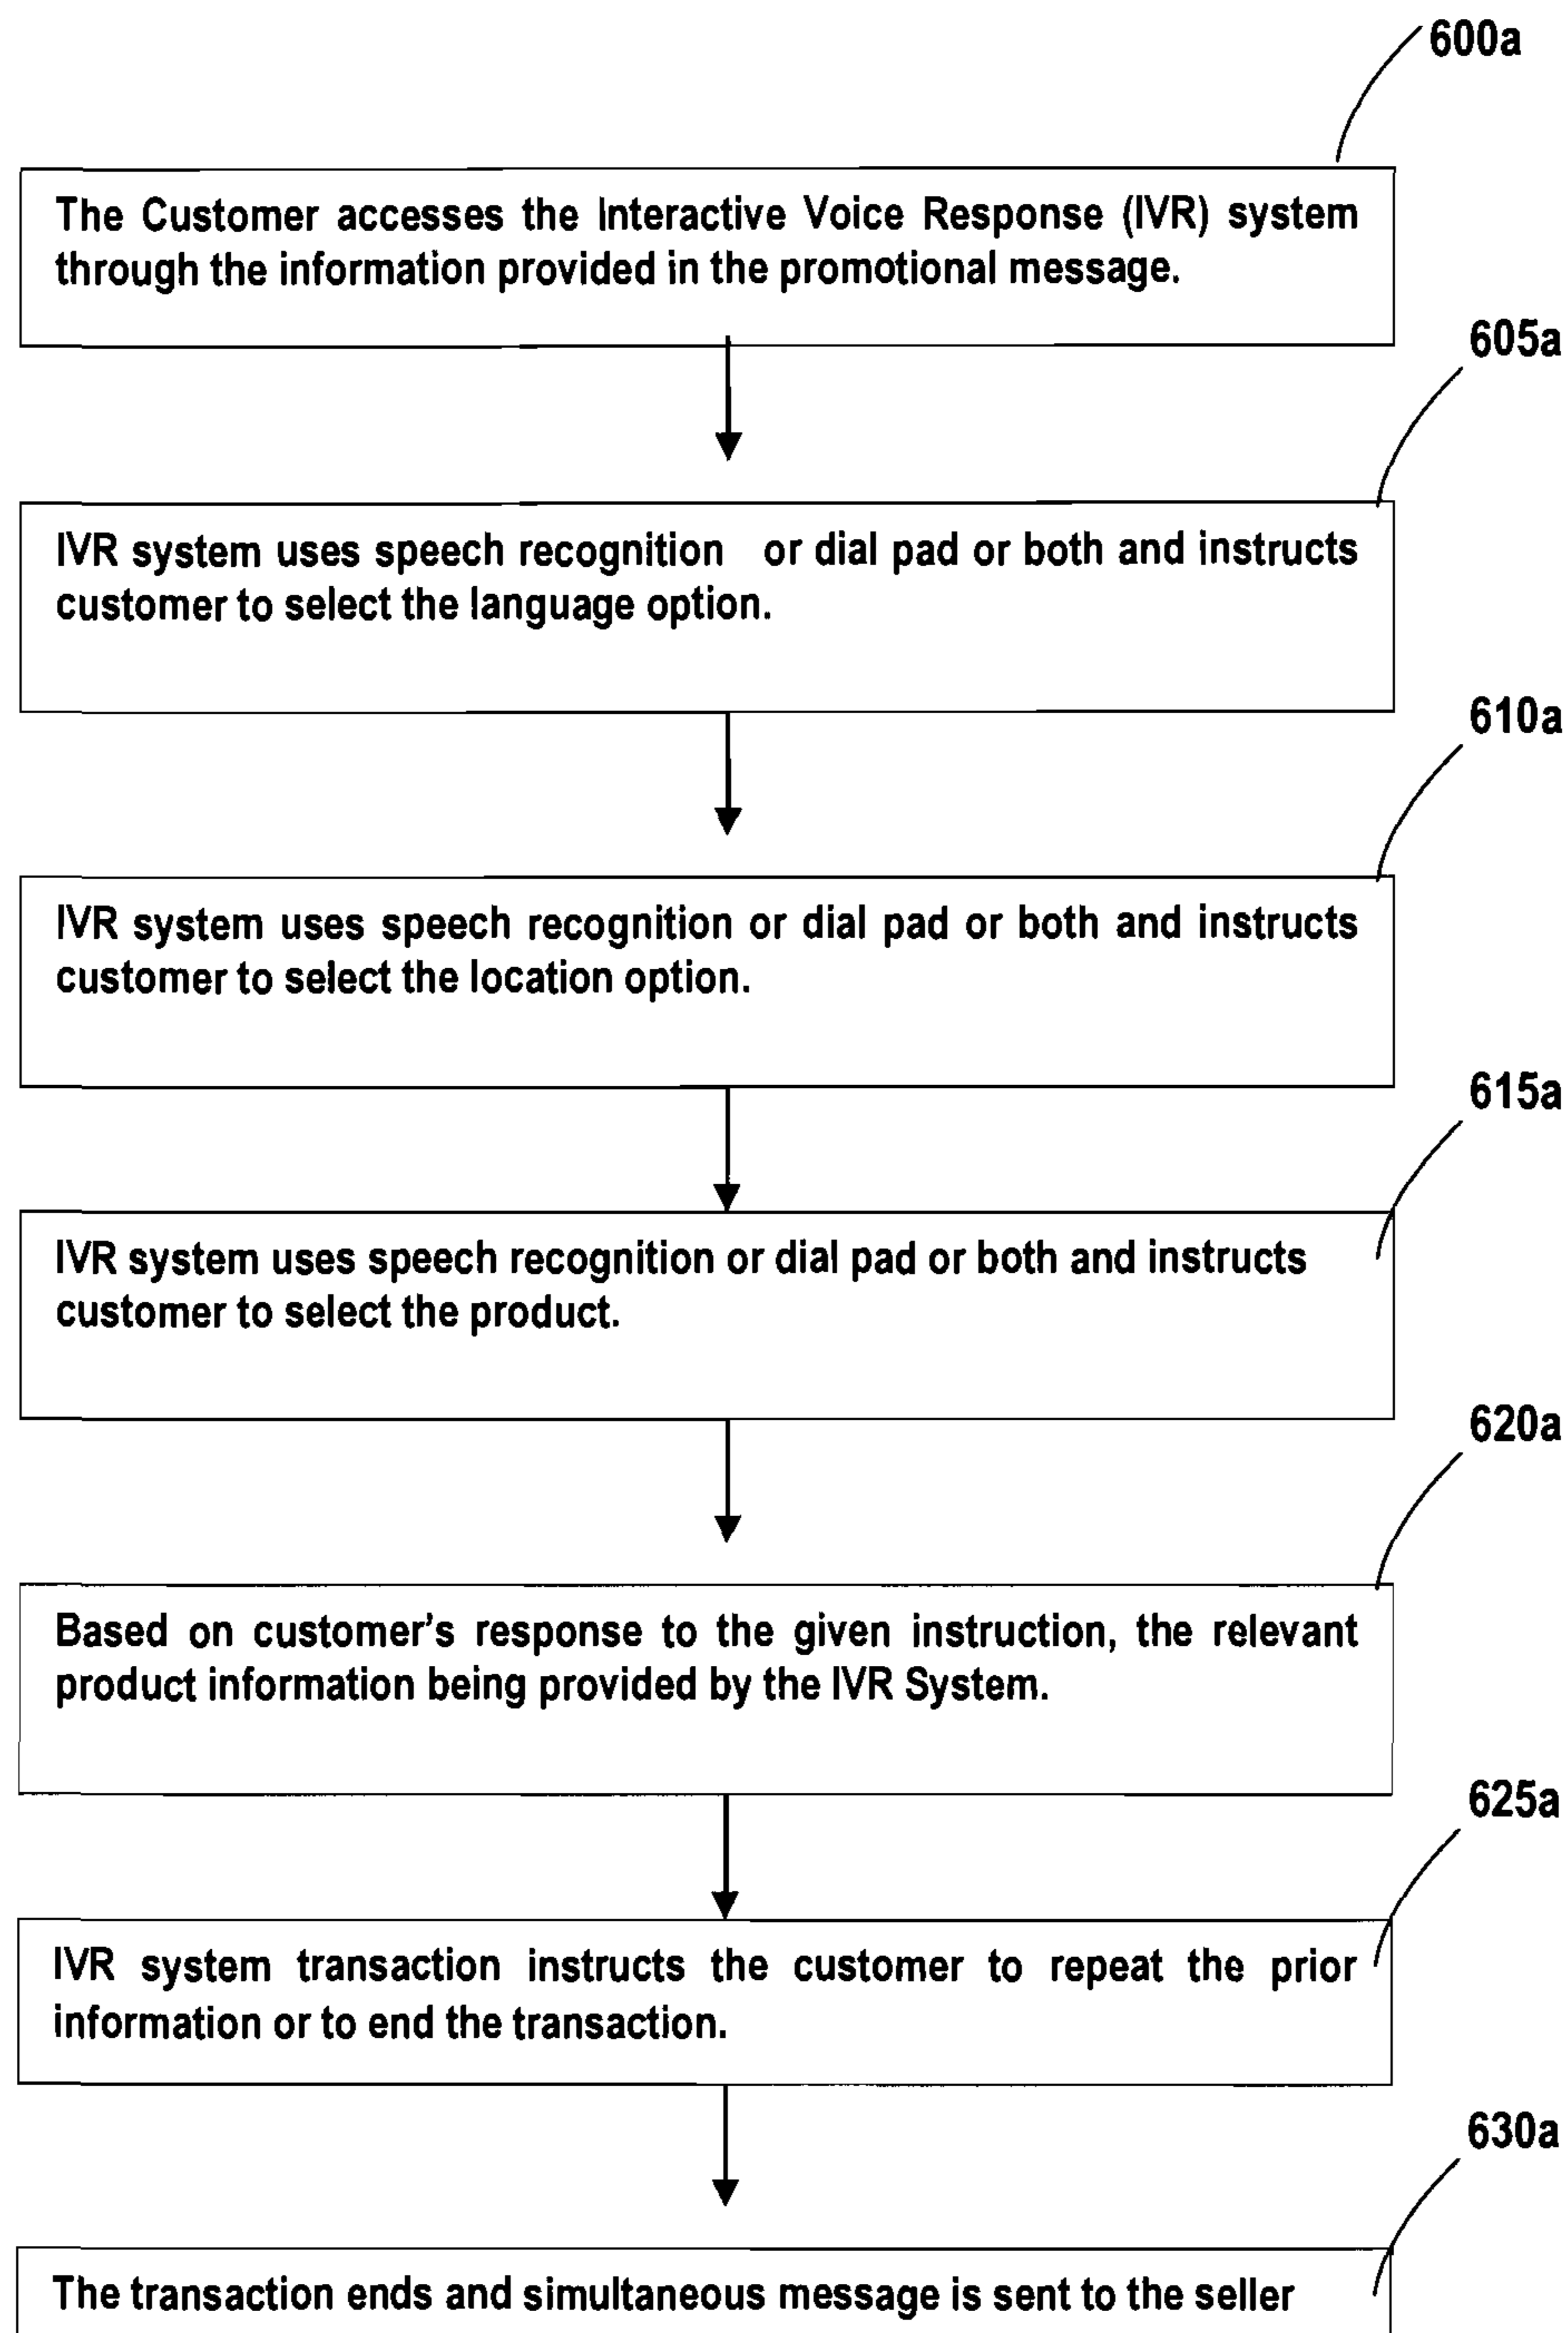 600a
The Customer accesses the Interactive Voice Response (IVR) system
through the information provided in the promotional message.
605a
IVR system uses speech recognition or dial pad or both and instructs
customer to select the language option.
610a
IVR system uses speech recognition or dial pad or both and instructs
customer to select the location option.
615a
IVR system uses speech recognition or dial pad or both and instructs
customer to select the product.
620a
Based on customer's response to the given instruction, the relevant
product information being provided by the IVR System.
625a
IVR system transaction instructs the customer to repeat the prior
information or to end the transaction.
630a
The transaction ends and simultaneous message is sent to the seller